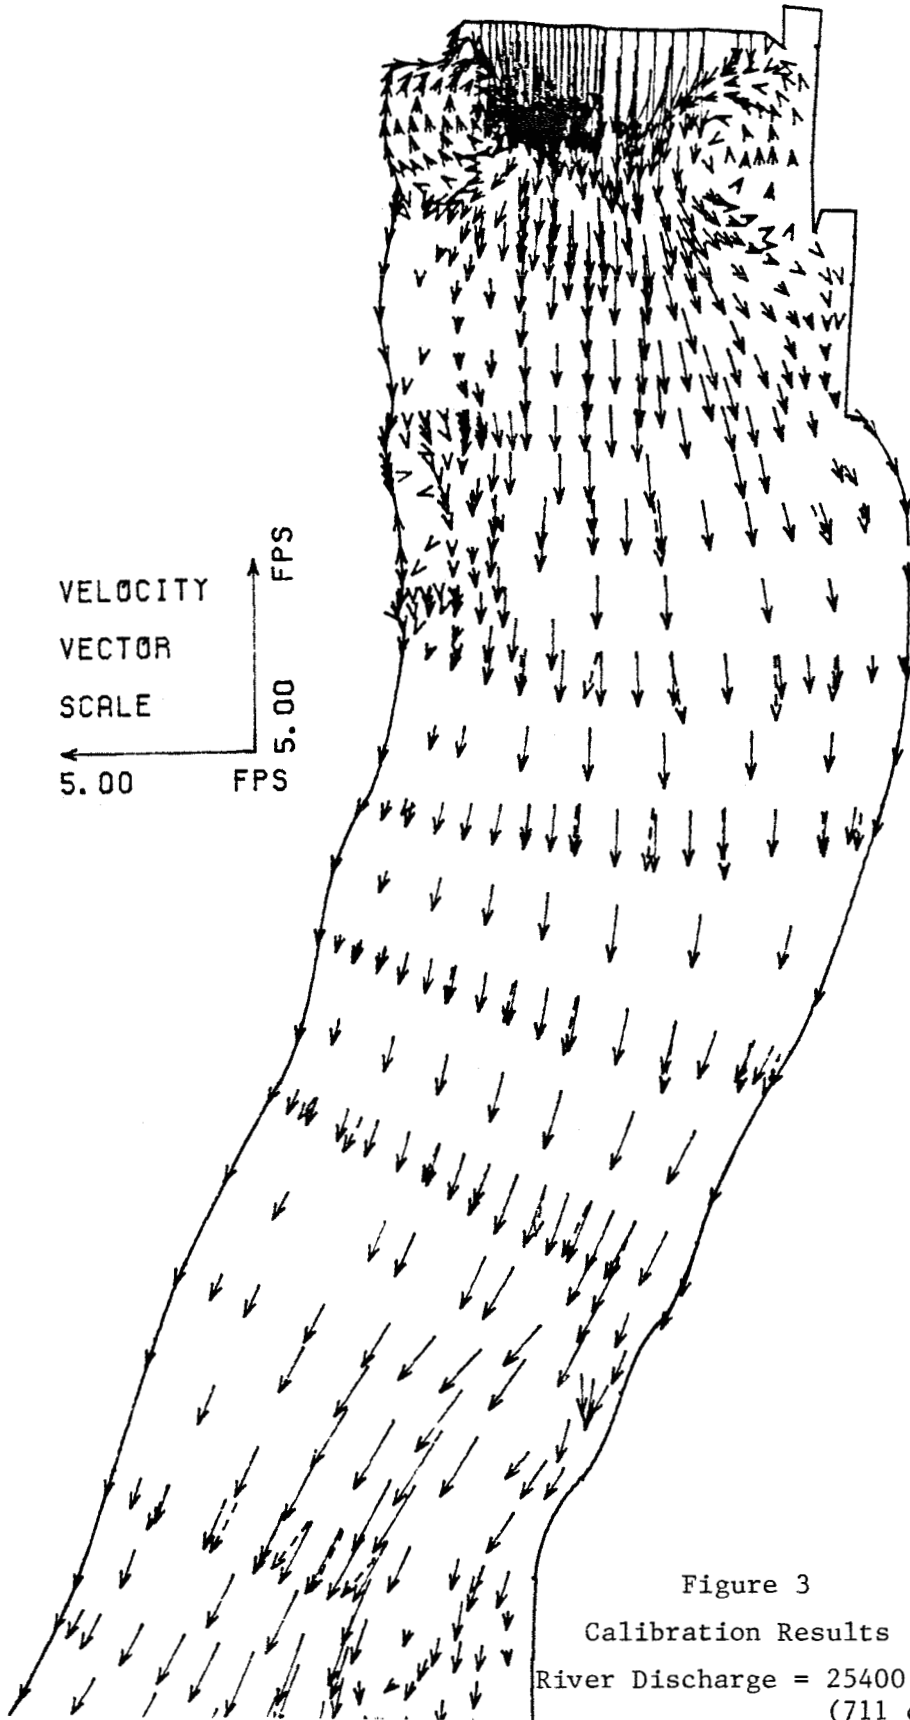 VELOCITY
VECTOR
SCALE
FPS
5.00
5.00 FPS
Figure 3
Calibration Results
River Discharge = 25400
(711